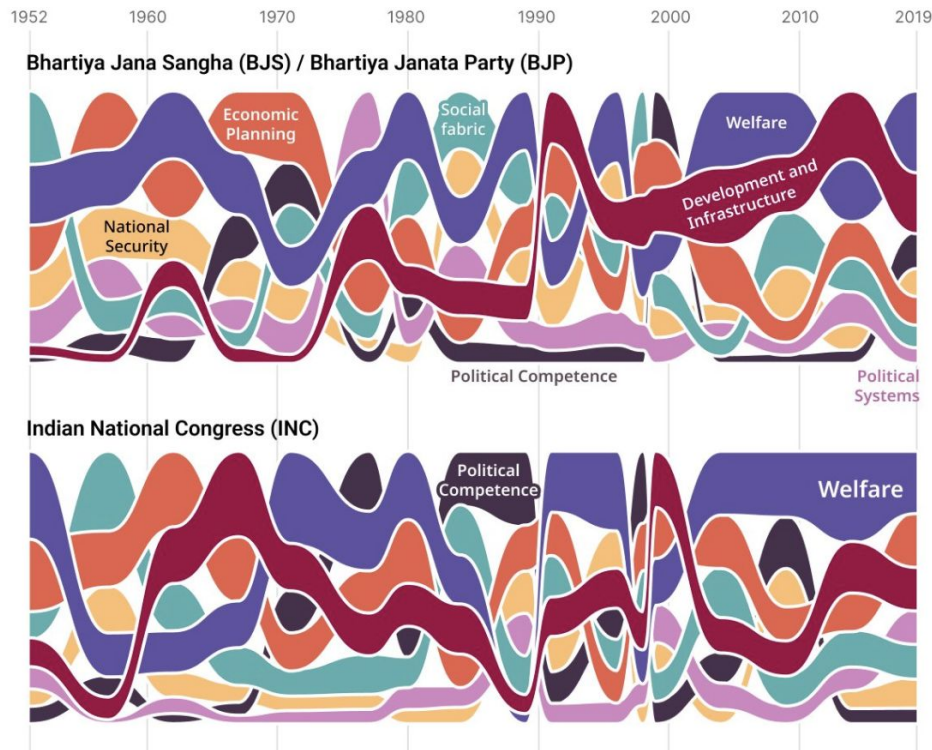 1952 1960 1970 1980 1990 2000 2010 2019
Bhartiya Jana Sangha (BJS) / Bhartiya Janata Party (BJP)
Economic
Planning
Social
fabric
Welfare
National
Security
Development and
Infrastructure
Political Competence
Political
Systems
Indian National Congress (INC)
Political
Competence
Welfare